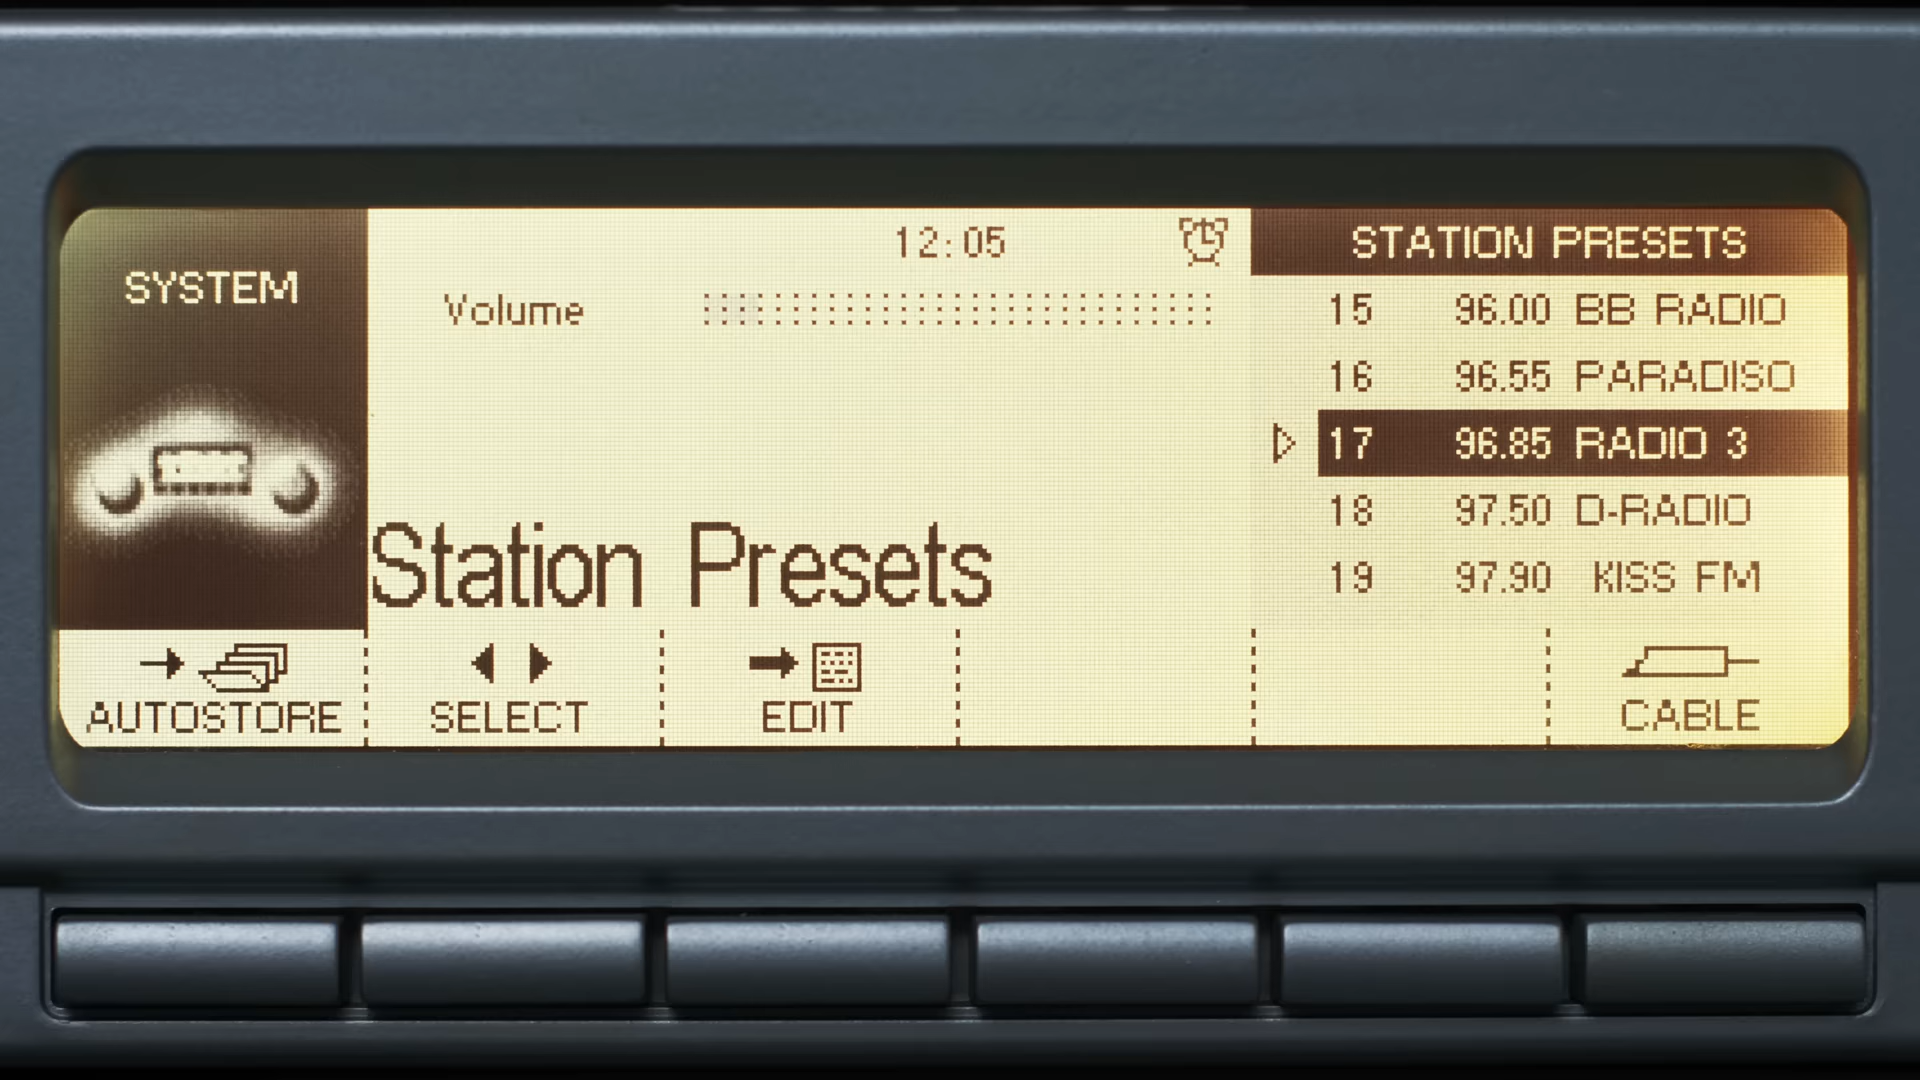 SYSTEM
12:05
Volume
Station Presets
STATION PRESETS
15 96.00 BB RADIO
16 96.55 PARADISO
17 96.85 RADIO 3
18 97.50 D-RADIO
19 97.90 KISS FM
AUTOSTORE
SELECT
EDIT
CABLE